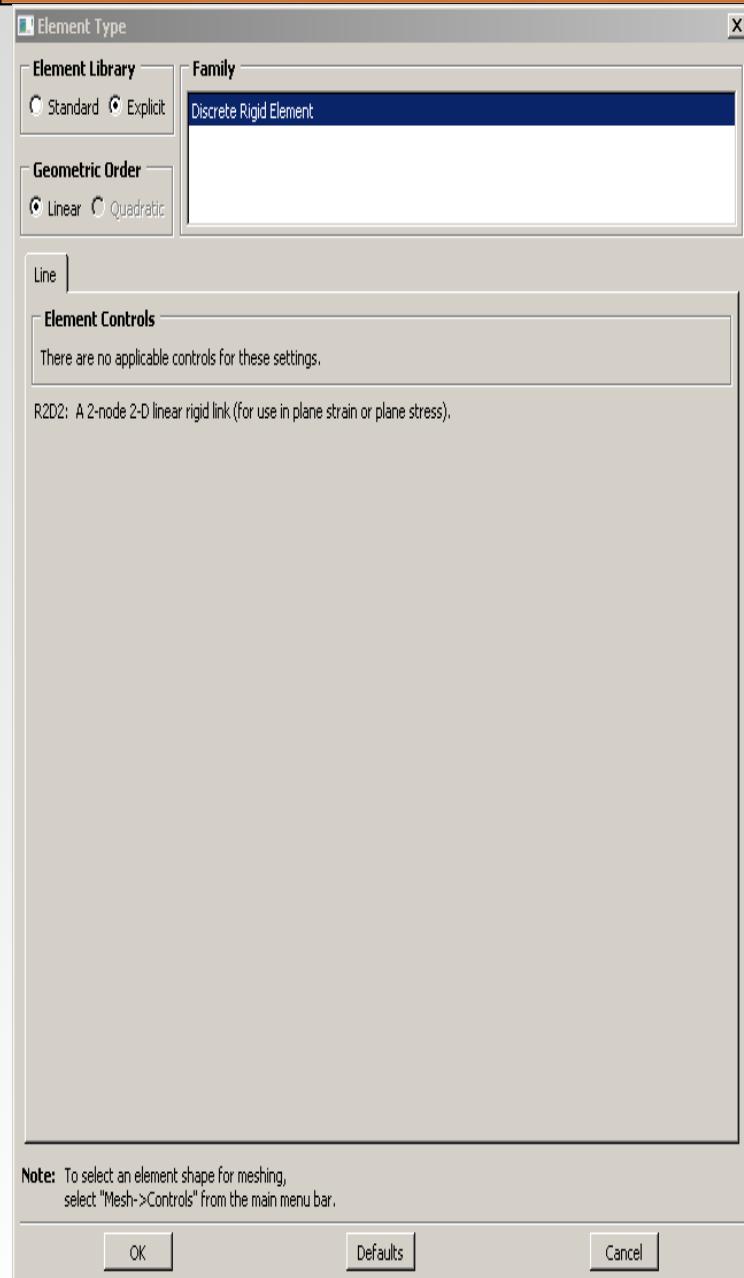 Element Type
X
Element Library
Family
Standard Explicit
Discrete Rigid Element
Geometric Order
Linear Quadratic
Line
Element Controls
There are no applicable controls for these settings.
R2D2: A 2-node 2-D linear rigid link (for use in plane strain or plane stress).
Note: To select an element shape for meshing,
select "Mesh->Controls" from the main menu bar.
OK
Defaults
Cancel